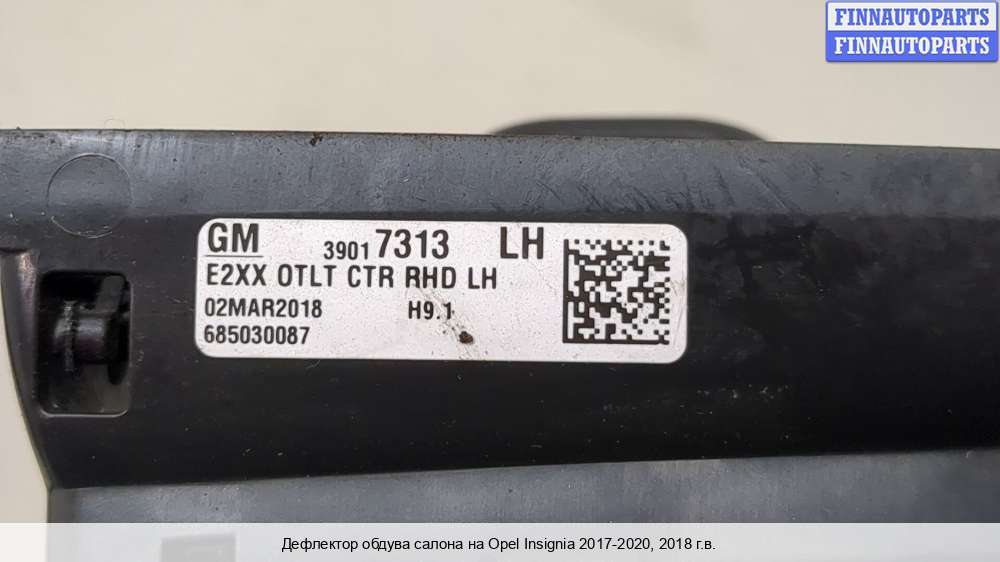 FINNAUTOPARTS
FINNAUTOPARTS
GM 39017313 LH
E2XX OTLT CTR RHD LH
02MAR2018 H9.1
685030087
Дефлектор обдува салона на Opel Insignia 2017-2020, 2018 г.в.